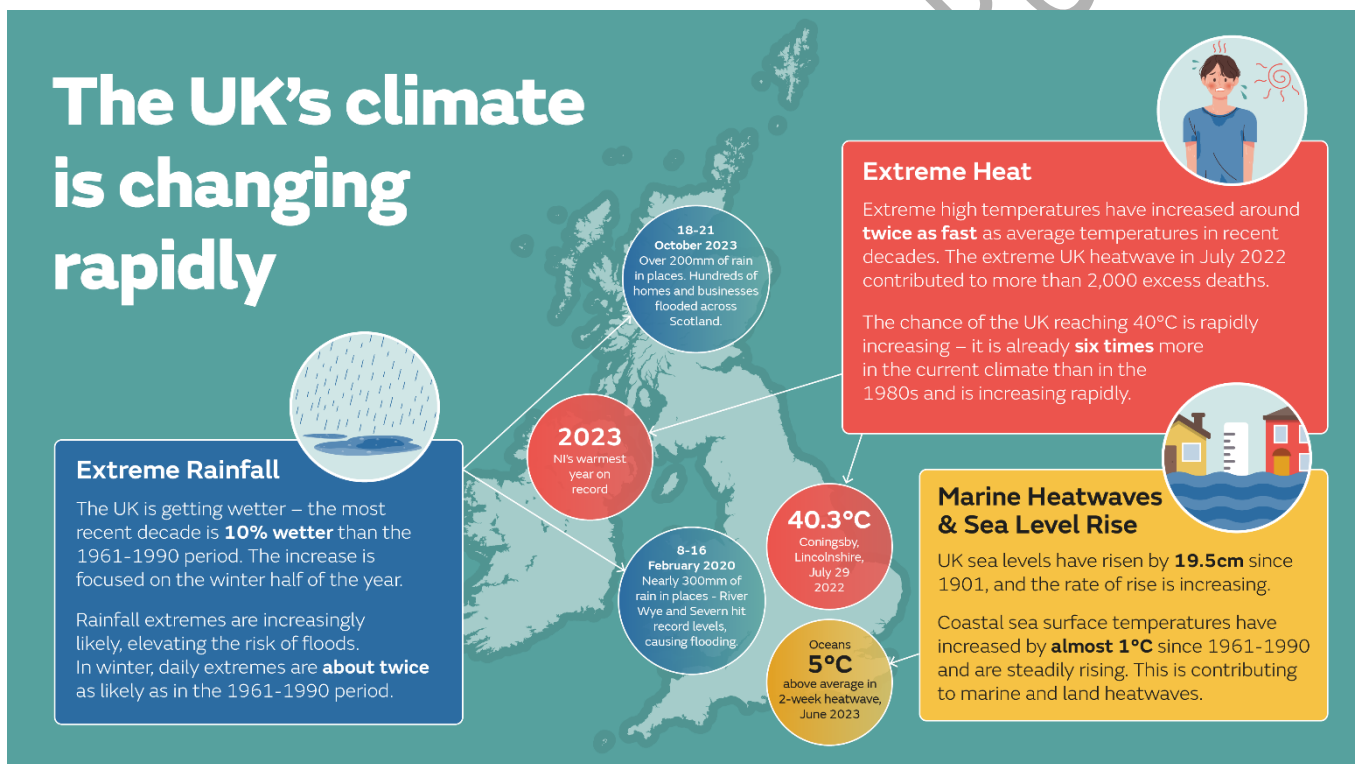 The UK's climate
is changing
rapidly
Extreme Rainfall
The UK is getting wetter – the most
recent decade is 10% wetter than the
1961-1990 period. The increase is
focused on the winter half of the year.
Rainfall extremes are increasingly
likely, elevating the risk of floods.
In winter, daily extremes are about twice
as likely as in the 1961-1990 period.
18-21
October 2023
Over 200mm of rain
in places. Hundreds of
homes and businesses
flooded across
Scotland.
2023
NI's warmest
year on
record
8-16
February 2020
Nearly 300mm of
rain in places - River
Wye and Severn hit
record levels,
causing flooding.
Extreme Heat
Extreme high temperatures have increased around
twice as fast as average temperatures in recent
decades. The extreme UK heatwave in July 2022
contributed to more than 2,000 excess deaths.
The chance of the UK reaching 40°C is rapidly
increasing – it is already six times more
in the current climate than in the
1980s and is increasing rapidly.
40.3°C
Coningsby,
Lincolnshire,
July 29
2022
Marine Heatwaves
& Sea Level Rise
UK sea levels have risen by 19.5cm since
1901, and the rate of rise is increasing.
Coastal sea surface temperatures have
increased by almost 1°C since 1961-1990
and are steadily rising. This is contributing
to marine and land heatwaves.
Oceans
5°C
above average in
2-week heatwave,
June 2023